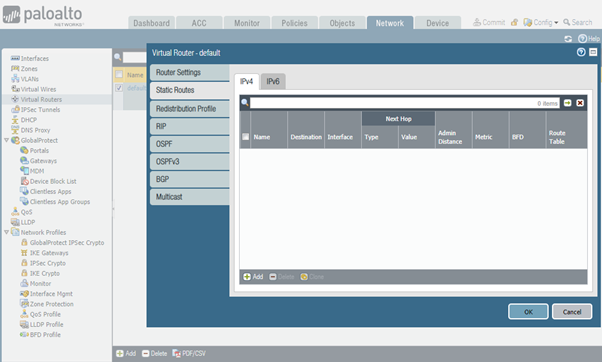 paloalto
NETWORKS
Dashboard ACC Monitor Policies Objects Network Device
Commit Config Search
Help
Interfaces
Zones
VLANs
Virtual Wires
Virtual Routers
IPSec Tunnels
DHCP
DNS Proxy
GlobalProtect
Portals
Gateways
MDM
Device Block List
Clientless Apps
Clientless App Groups
QoS
LLDP
Network Profiles
GlobalProtect IPSec Crypto
IKE Gateways
IPSec Crypto
IKE Crypto
Monitor
Interface Mgmt
Zone Protection
QoS Profile
LLDP Profile
BFD Profile
Name
default
Virtual Router - default
Router Settings
Static Routes
Redistribution Profile
RIP
OSPF
OSPFv3
BGP
Multicast
IPv4 IPv6
0 items
Next Hop
Name Destination Interface Type Value Admin Distance Metric BFD Route Table
Add Delete Clone
OK Cancel
Add Delete PDF/CSV